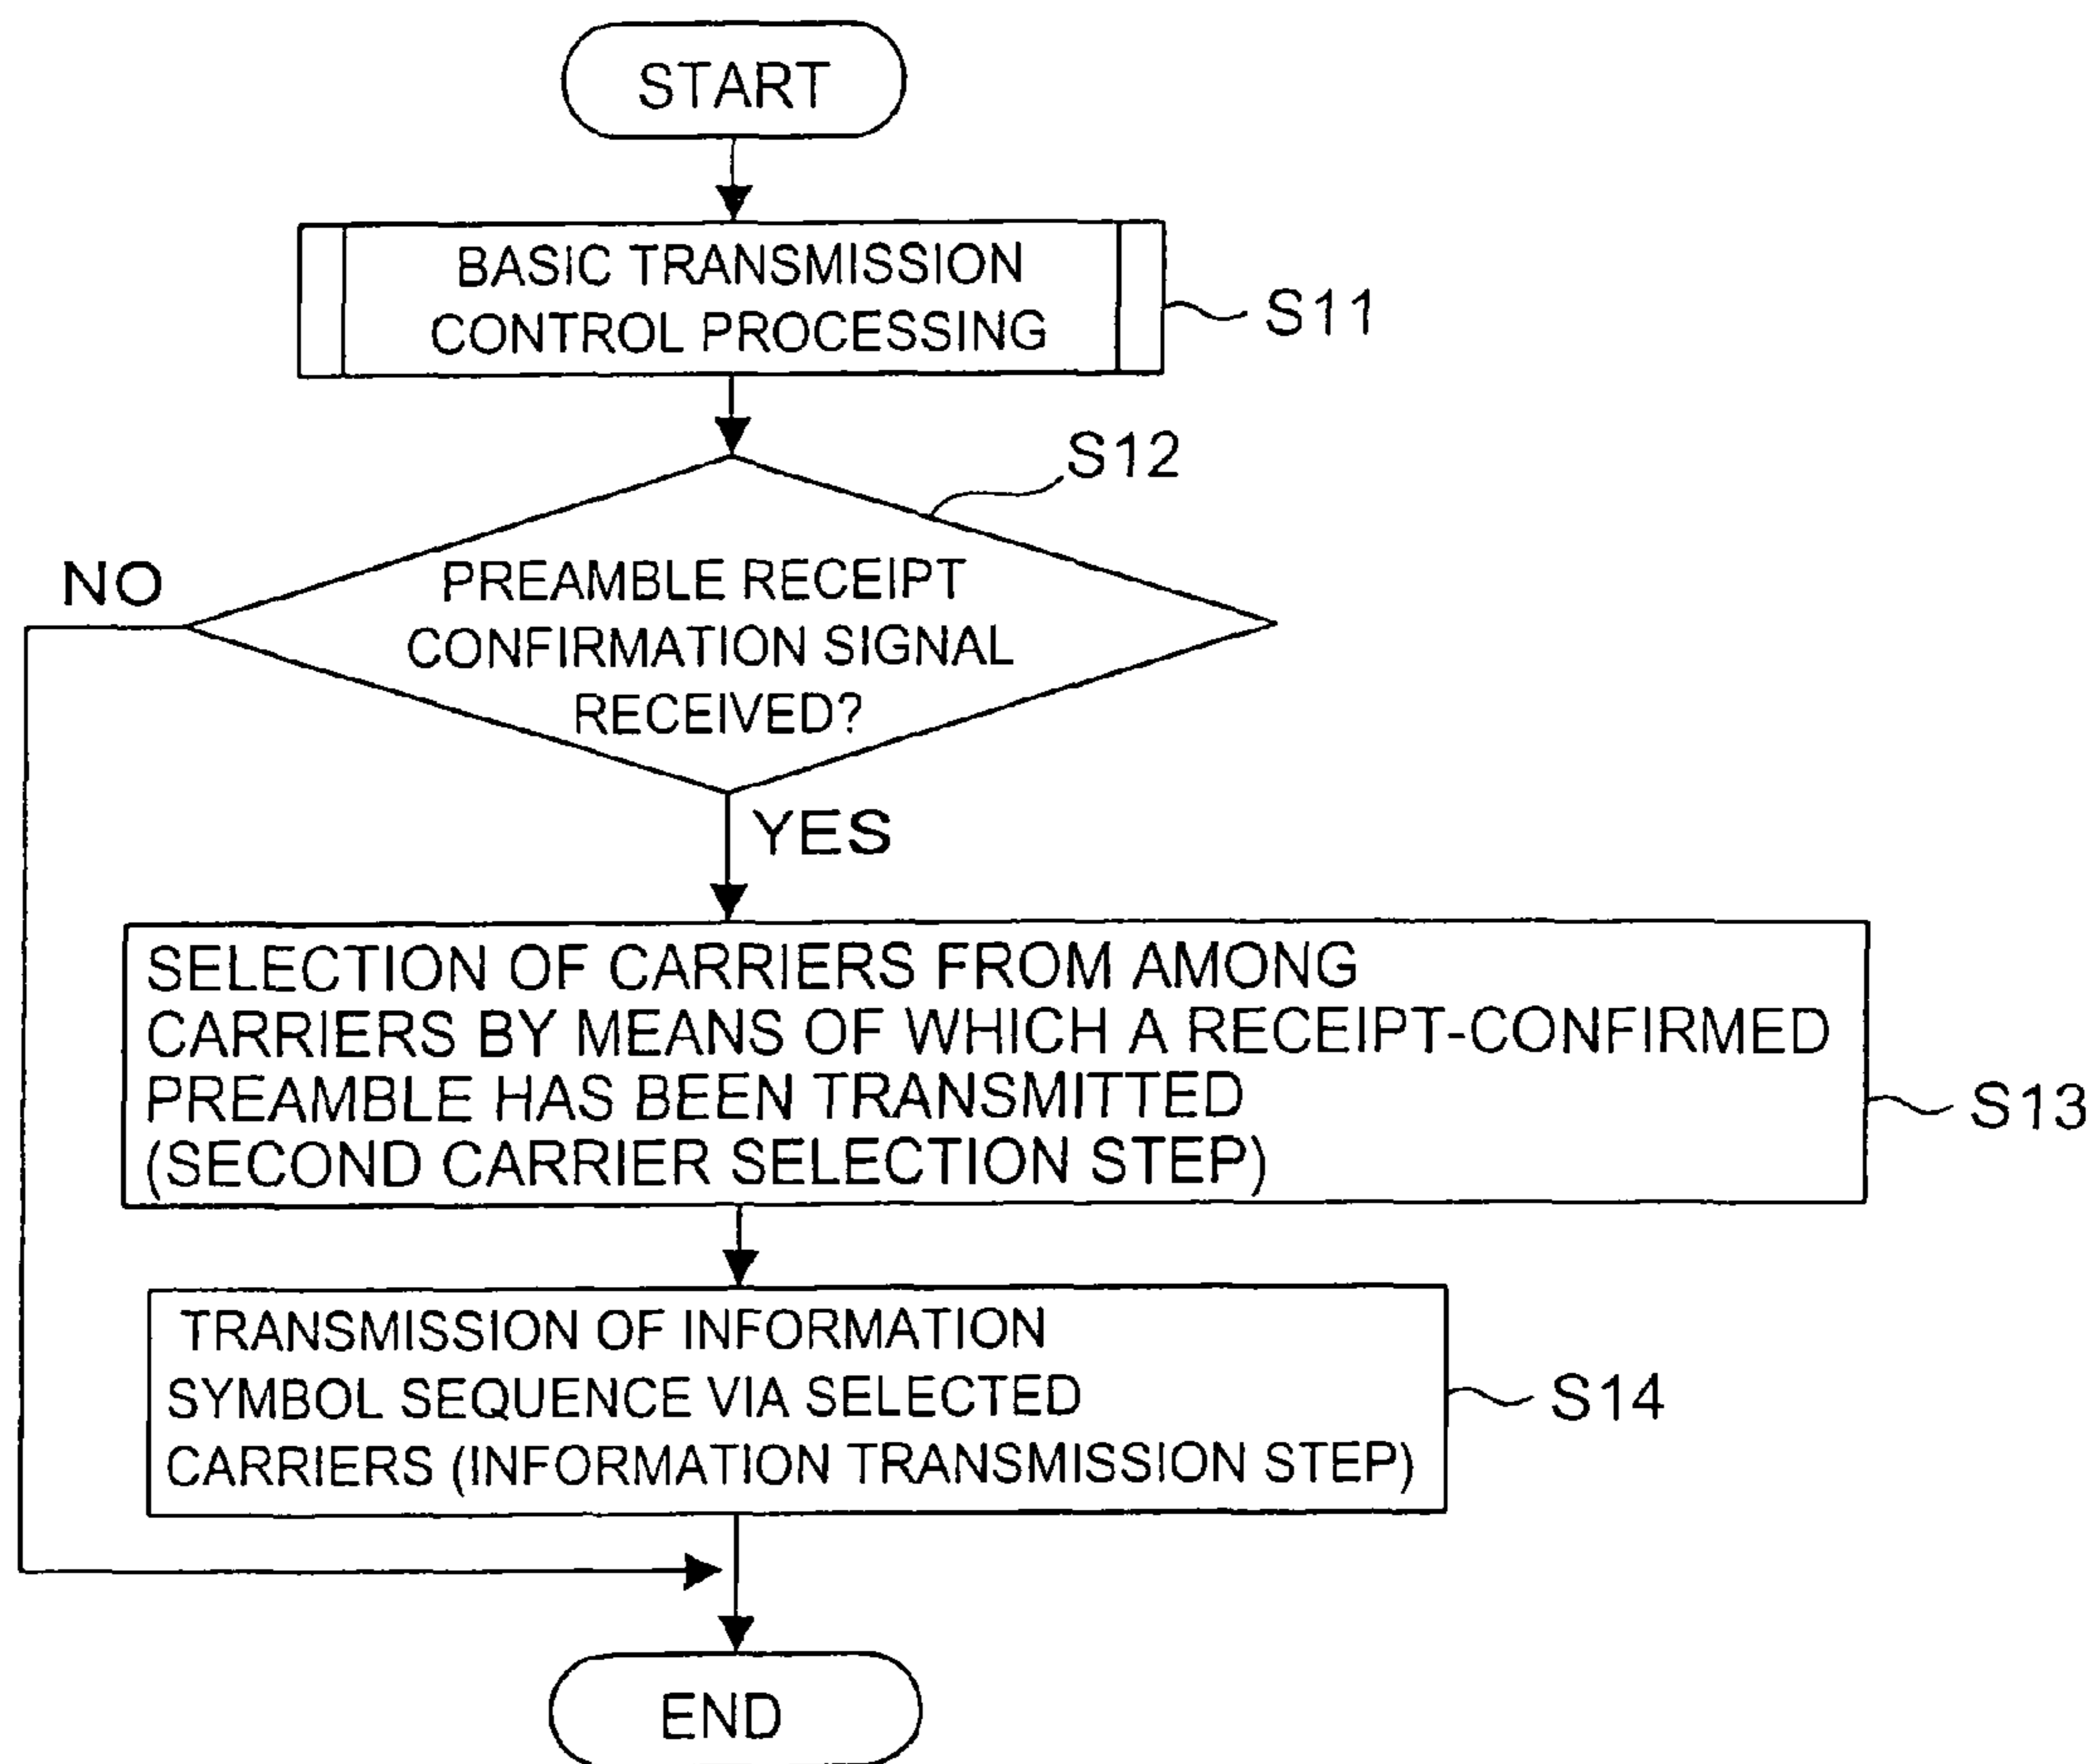 START
BASIC TRANSMISSION
CONTROL PROCESSING
S11
S12
NO
PREAMBLE RECEIPT
CONFIRMATION SIGNAL
RECEIVED?
YES
SELECTION OF CARRIERS FROM AMONG
CARRIERS BY MEANS OF WHICH A RECEIPT-CONFIRMED
PREAMBLE HAS BEEN TRANSMITTED
(SECOND CARRIER SELECTION STEP)
S13
TRANSMISSION OF INFORMATION
SYMBOL SEQUENCE VIA SELECTED
CARRIERS (INFORMATION TRANSMISSION STEP)
S14
END